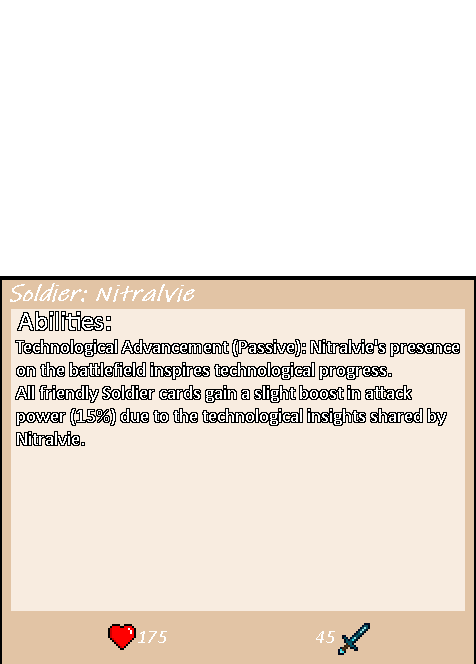 Soldier: Nitralvie
Abilities:
Technological Advancement (Passive): Nitralvie's presence
on the battlefield inspires technological progress.
All friendly Soldier cards gain a slight boost in attack
power (15%) due to the technological insights shared by
Nitralvie.
175
45